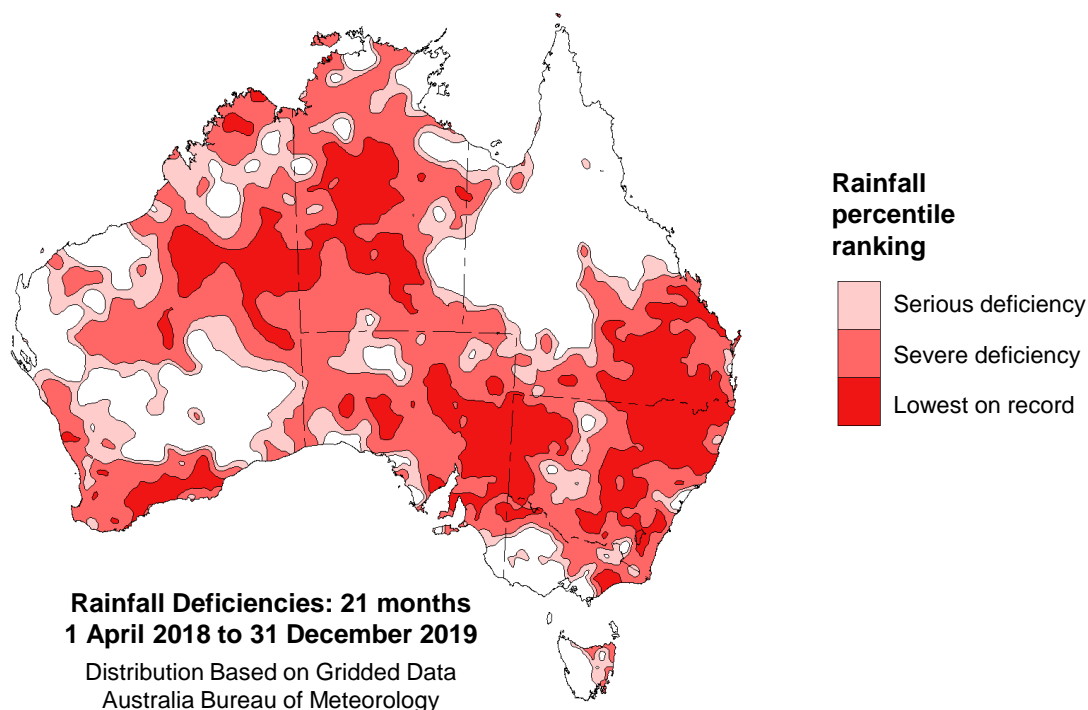 Rainfall
percentile
ranking
Serious deficiency
Severe deficiency
Lowest on record
Rainfall Deficiencies: 21 months
1 April 2018 to 31 December 2019
Distribution Based on Gridded Data
Australia Bureau of Meteorology